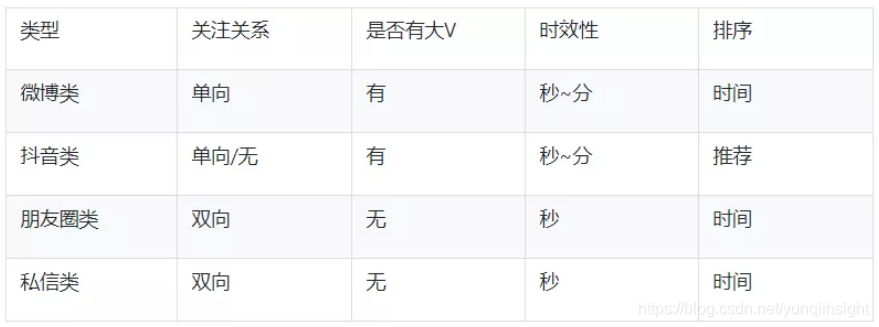 类型 关注关系 是否有大V 时效性 排序
微博类 单向 有 秒~分 时间
抖音类 单向/无 有 秒~分 推荐
朋友圈类 双向 无 秒 时间
私信类 双向 无 秒 时间
https://blog.csdn.net/yunqiinsight